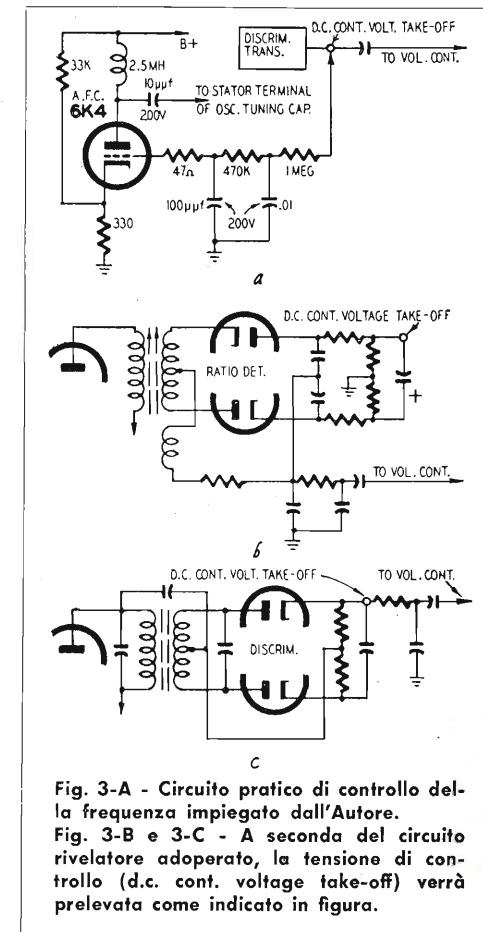 B+
33K
2.5MH
10µµf
200V
A.F.C.
6K4
TO STATOR TERMINAL
OF OSC. TUNING CAP.
DISCRIM.
TRANS.
D.C. CONT. VOLT. TAKE-OFF
TO VOL. CONT.
47Ω
470K
1MEG
100µµf
200V
.01
330
a
D.C. CONT. VOLTAGE TAKE-OFF
RATIO DET.
+
TO VOL. CONT.
b
D.C. CONT. VOLT. TAKE-OFF
TO VOL. CONT.
DISCRIM.
c
Fig. 3-A - Circuito pratico di controllo del-
la frequenza impiegato dall'Autore.
Fig. 3-B e 3-C - A seconda del circuito
rivelatore adoperato, la tensione di con-
trollo (d.c. cont. voltage take-off) verrà
prelevata come indicato in figura.